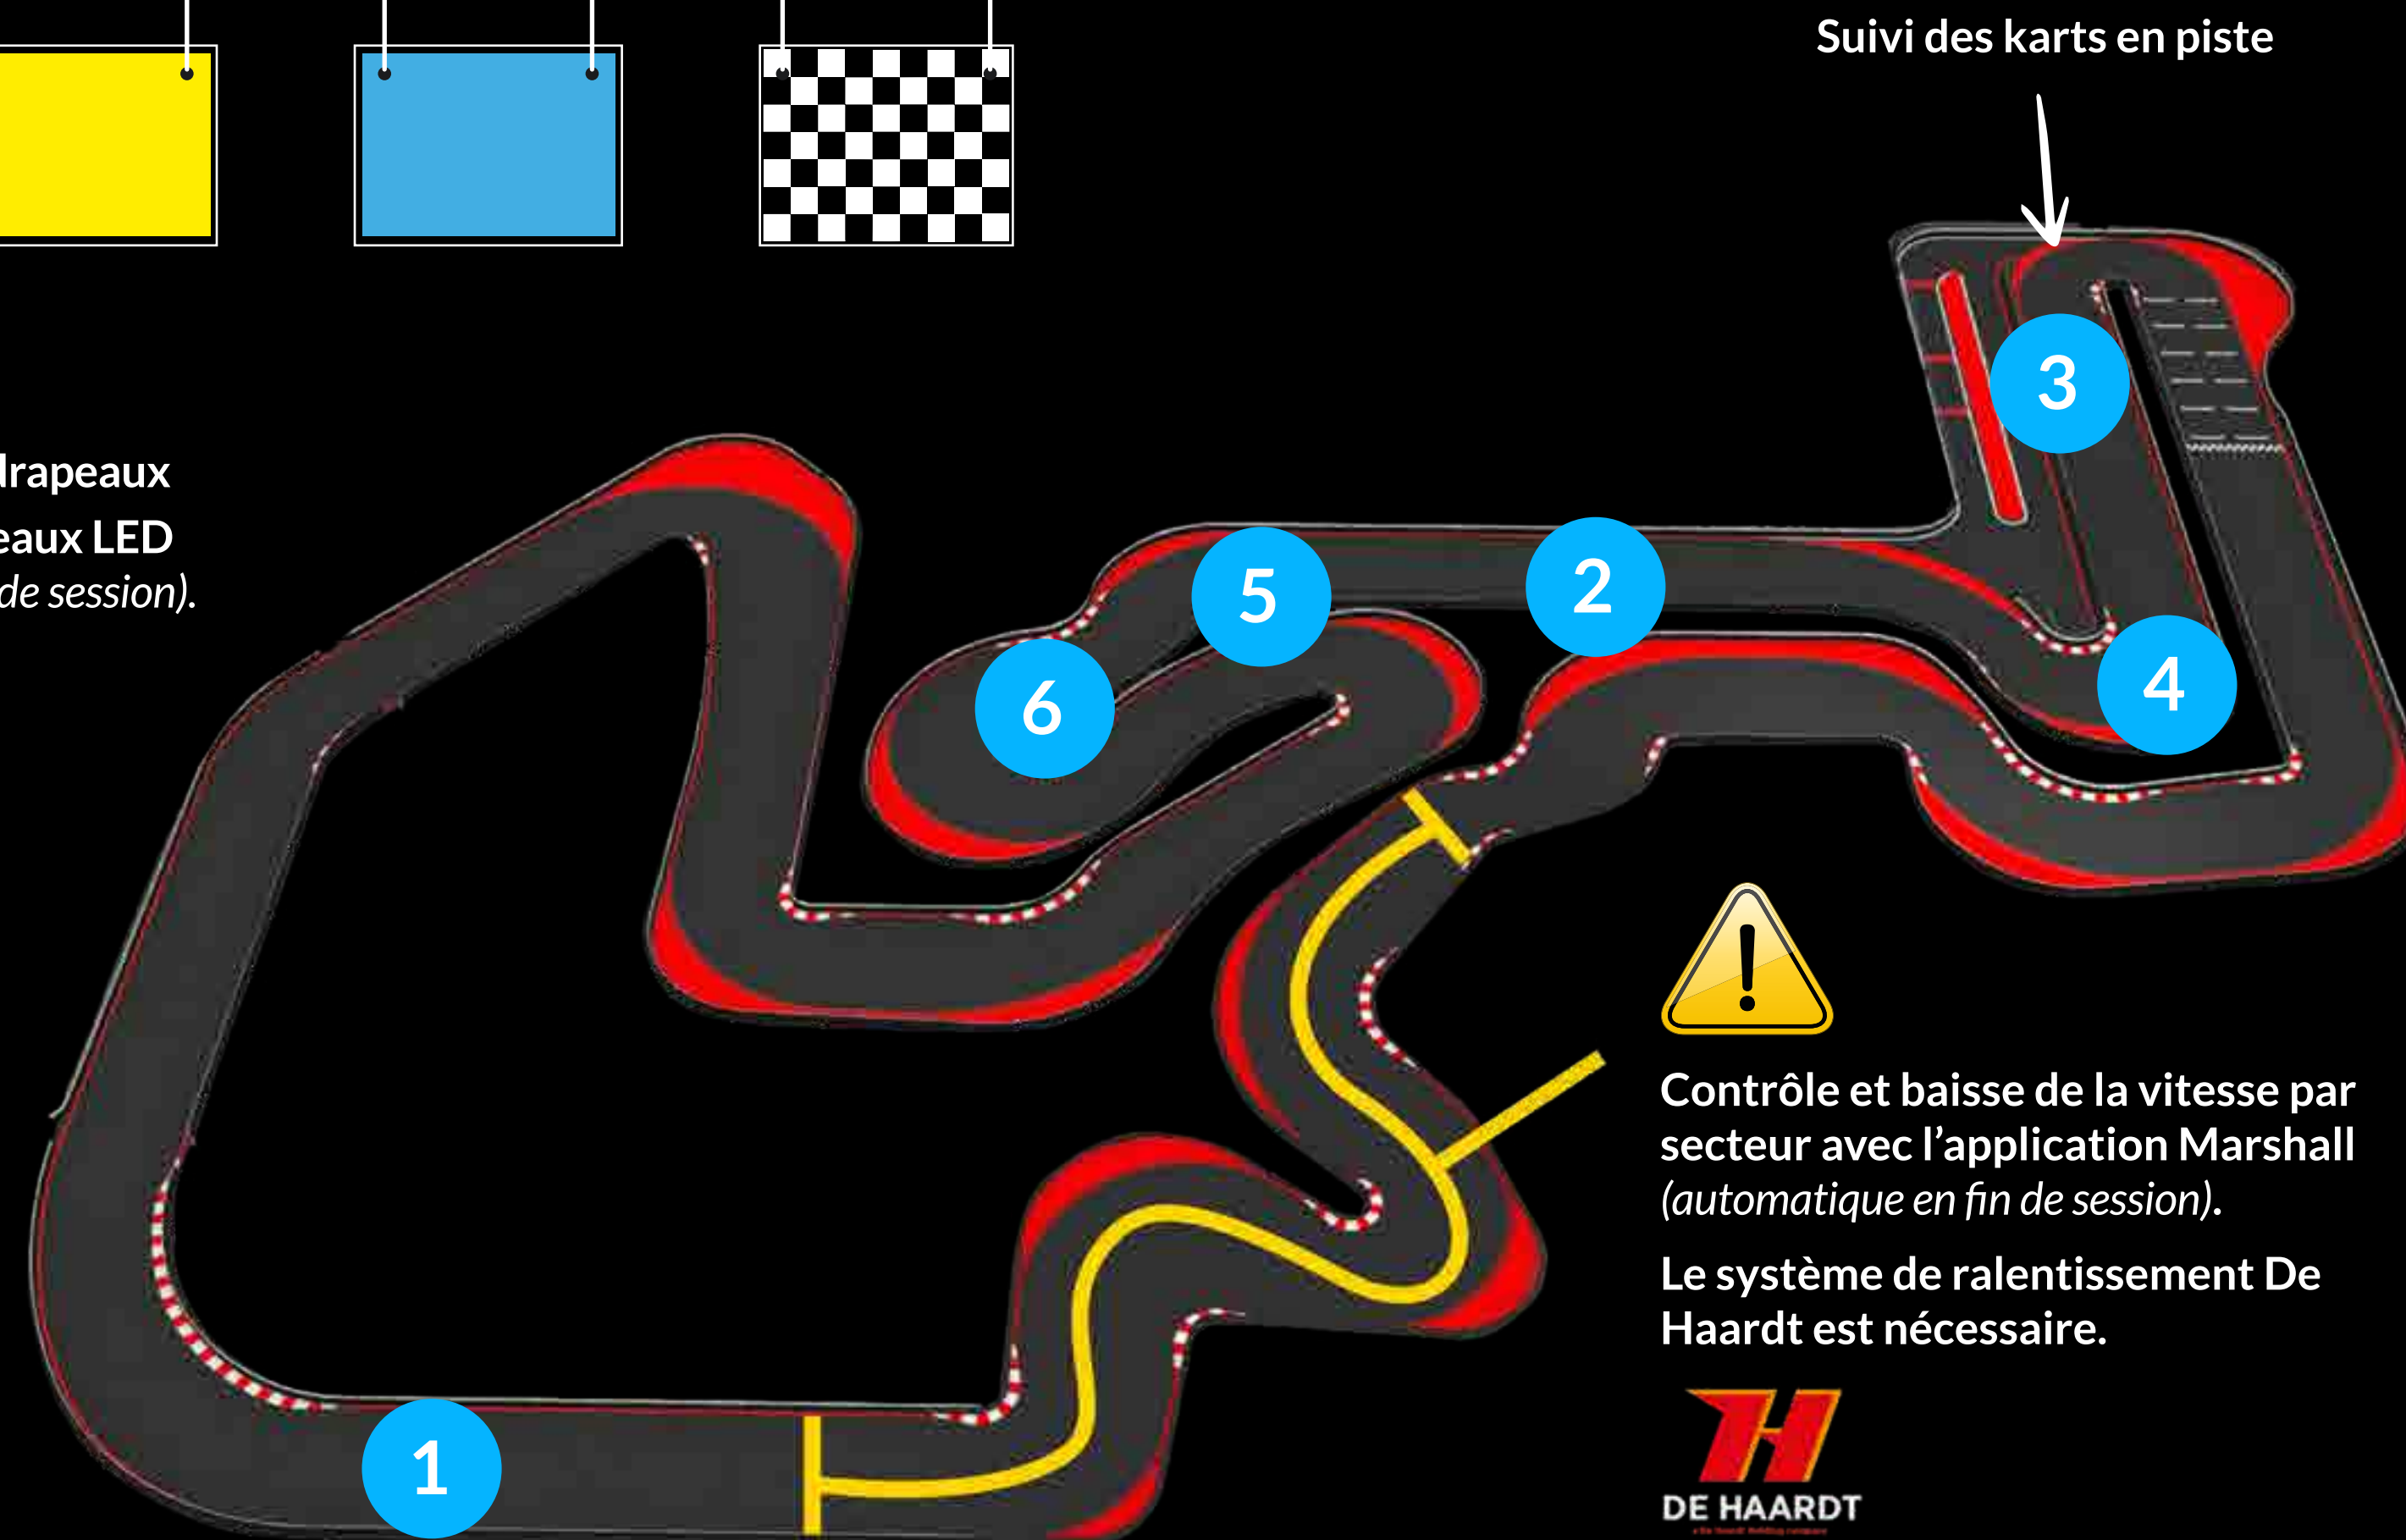 Suivi des karts en piste
drapeaux
eaux LED
de session).
3
5
2
6
4
1
Contrôle et baisse de la vitesse par
secteur avec l’application Marshall
(automatique en fin de session).
Le système de ralentissement De
Haardt est nécessaire.
DE HAARDT